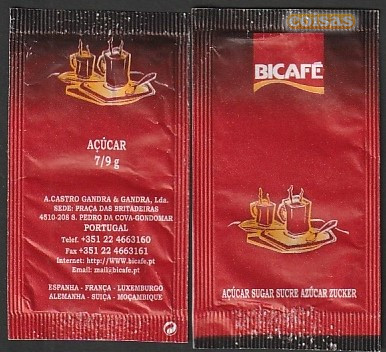 AÇÚCAR
7/9 g
A.CASTRO GANDRA & GANDRA, Lda.
SEDE: PRAÇA DAS BRITADEIRAS
4510-208 S. PEDRO DA COVA-GONDOMAR
PORTUGAL
Telef. +351 22 4663160
Fax +351 22 4663161
Internet: http://WWW.bicafe.pt
Email: mail@bicafe.pt
ESPANHA - FRANÇA - LUXEMBURGO
ALEMANHA - SUIÇA - MOÇAMBIQUE
coisas
BICAFÉ
AÇÚCAR SUGAR SUCRE AZÚCAR ZUCKER